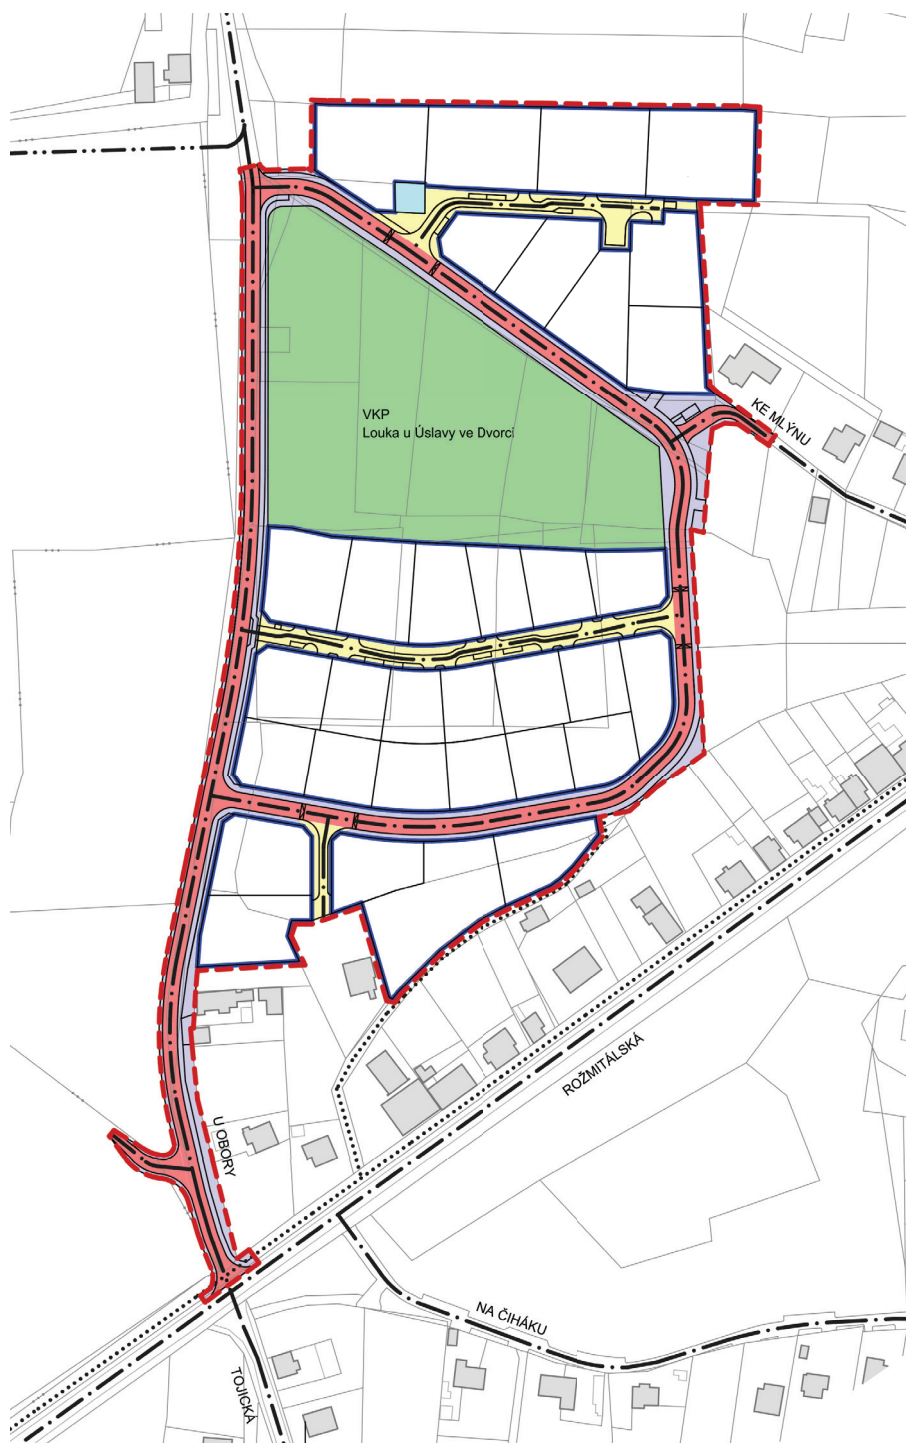 VKP
Louka u Úslavy ve Dvorci
KE MLÝNU
ROŽMITÁLSKÁ
U OBORY
NA ČIHÁKU
TOJICKÁ